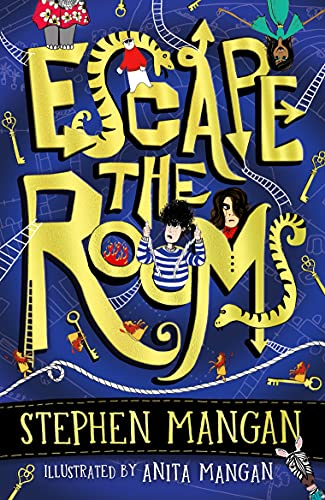 ESCAPE
THE
ROOMS
STEPHEN MANGAN
ILLUSTRATED BY ANITA MANGAN